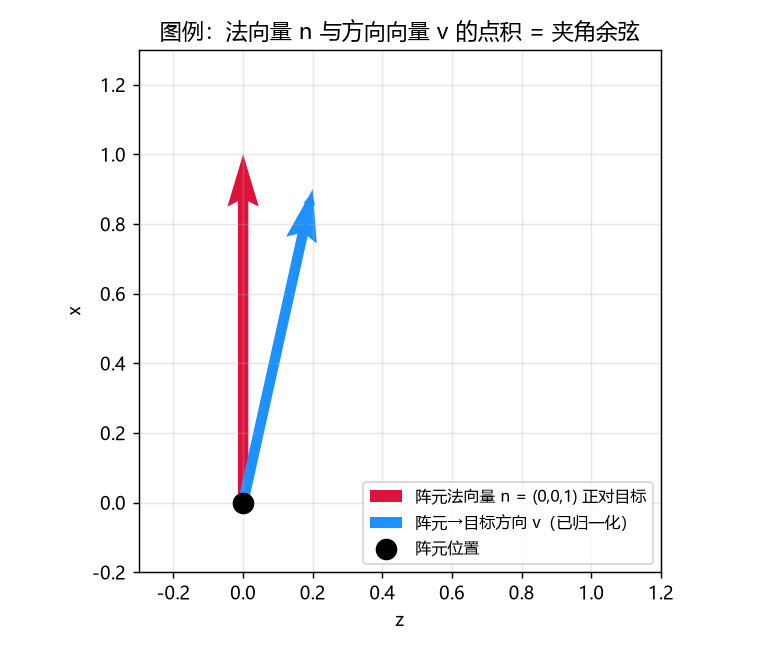 图例：法向量 n 与方向向量 v 的点积 = 夹角余弦
1.2
1.0
0.8
0.6
0.4
0.2
0.0
-0.2
x
阵元法向量 n = (0,0,1) 正对目标
阵元→目标方向 v（已归一化）
阵元位置
-0.2 0.0 0.2 0.4 0.6 0.8 1.0 1.2
z